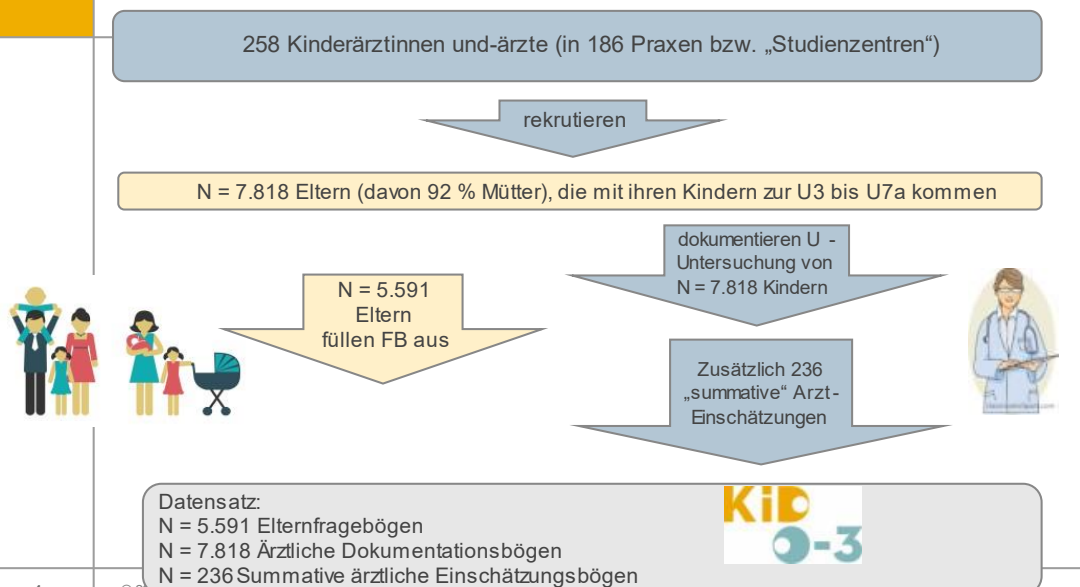 258 Kinderärztinnen und-ärzte (in 186 Praxen bzw. „Studienzentren“)
rekrutieren
N = 7.818 Eltern (davon 92 % Mütter), die mit ihren Kindern zur U3 bis U7a kommen
N = 5.591
Eltern
füllen FB aus
dokumentieren U -
Untersuchung von
N = 7.818 Kindern
Zusätzlich 236
„summative“ Arzt-
Einschätzungen
Datensatz:
N = 5.591 Elternfragebögen
N = 7.818 Ärztliche Dokumentationsbögen
N = 236 Summative ärztliche Einschätzungsbögen
KiD
0-3